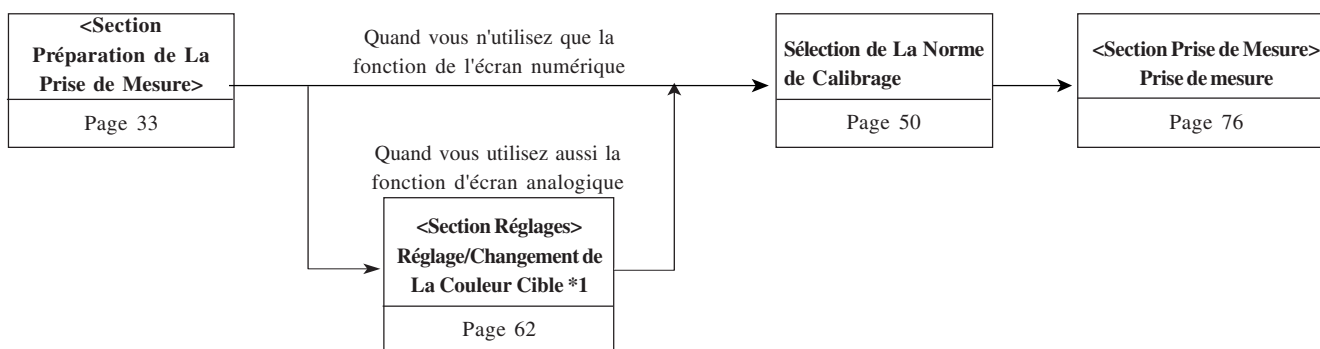 <Section
Préparation de La
Prise de Mesure>
Page 33
Quand vous n'utilisez que la
fonction de l'écran numérique
Quand vous utilisez aussi la
fonction d'écran analogique
<Section Réglages>
Réglage/Changement de
La Couleur Cible *1
Page 62
Sélection de La Norme
de Calibrage
Page 50
<Section Prise de Mesure>
Prise de mesure
Page 76